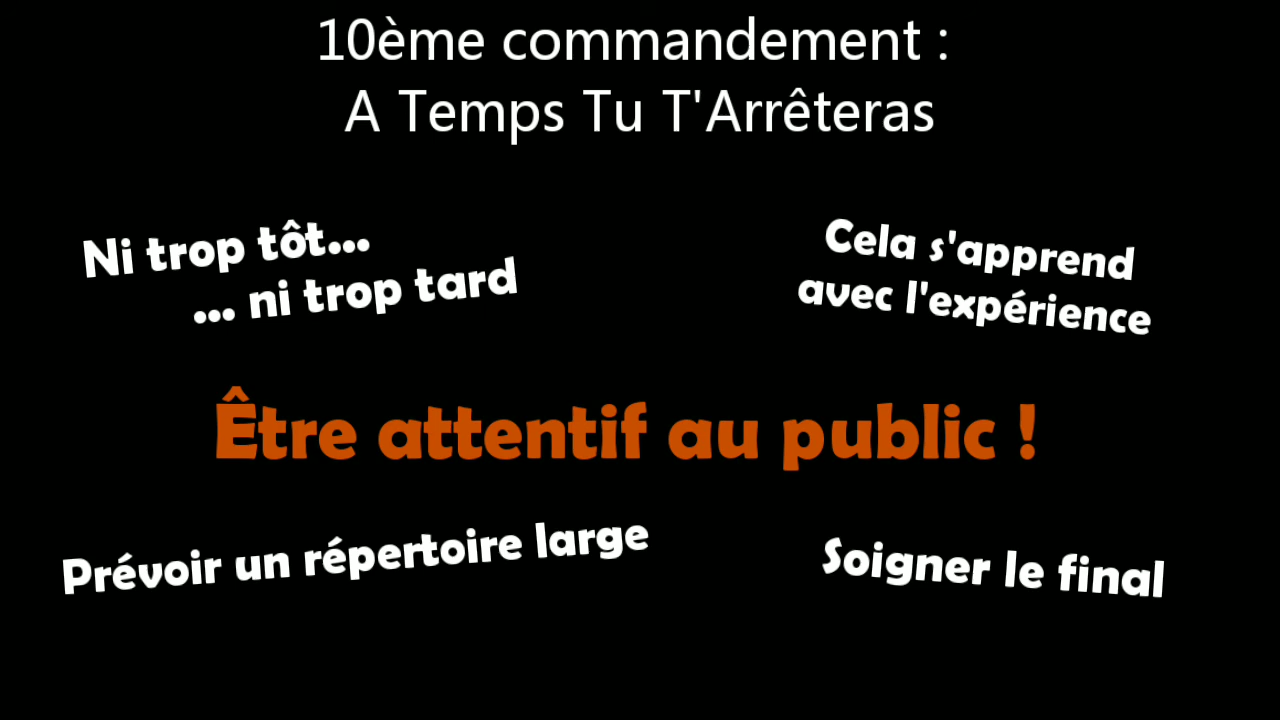 10ème commandement :
A Temps Tu T'Arrêteras
Ni trop tôt...
... ni trop tard
Cela s'apprend
avec l'expérience
Être attentif au public !
Prévoir un répertoire large
Soigner le final